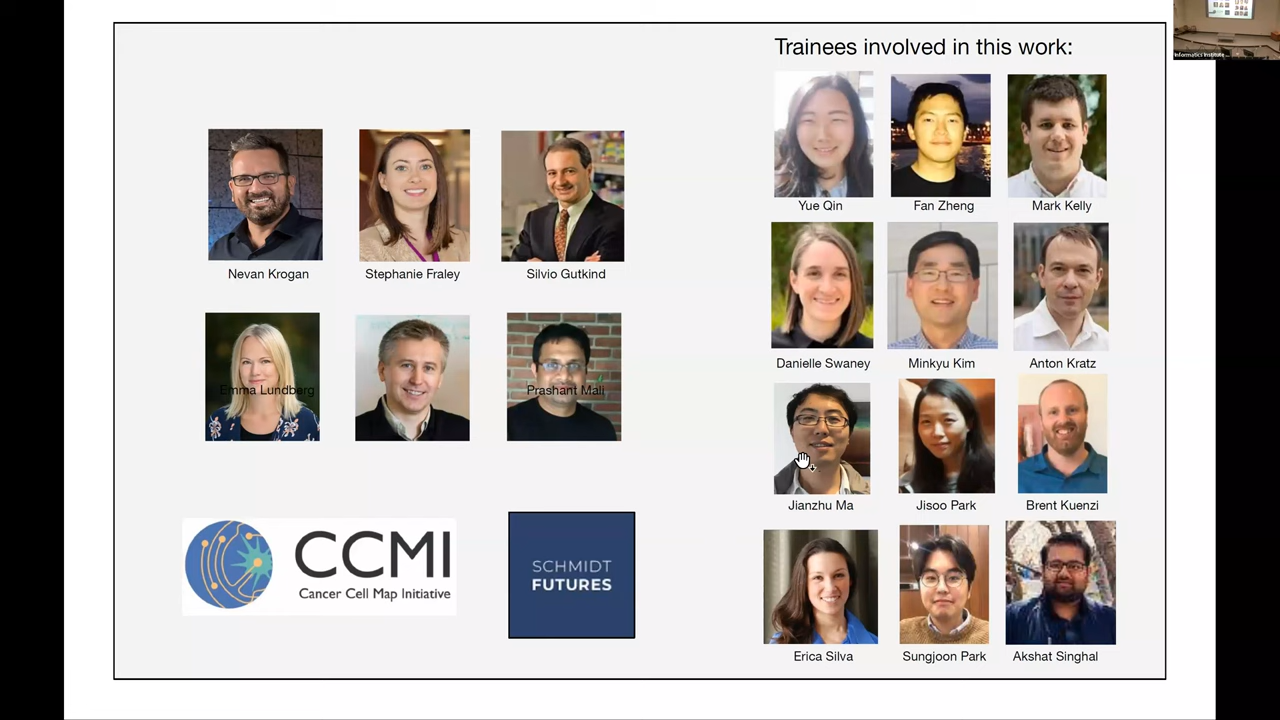 Trainees involved in this work:
Informatics Institute
Yue Qin
Fan Zheng
Mark Kelly
Nevan Krogan
Stephanie Fraley
Silvio Gutkind
Danielle Swaney
Minkyu Kim
Anton Kratz
Emma Lundberg
Prashant Mali
Jianzhu Ma
Jisoo Park
Brent Kuenzi
CCMI
Cancer Cell Map Initiative
SCHMIDT
FUTURES
Erica Silva
Sungjoon Park
Akshat Singhal